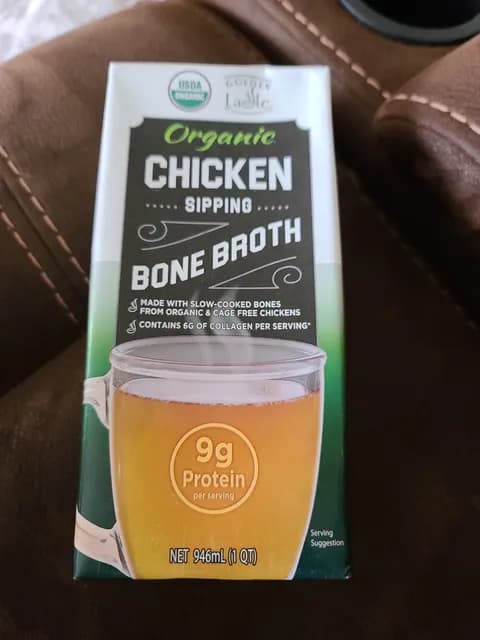 USDA
ORGANIC
GOLDEN
Ladle
Organic
CHICKEN
SIPPING
BONE BROTH
MADE WITH SLOW-COOKED BONES
FROM ORGANIC & CAGE FREE CHICKENS
CONTAINS 6G OF COLLAGEN PER SERVING*
9g
Protein
per serving
Serving
Suggestion
NET 946mL (1 QT)